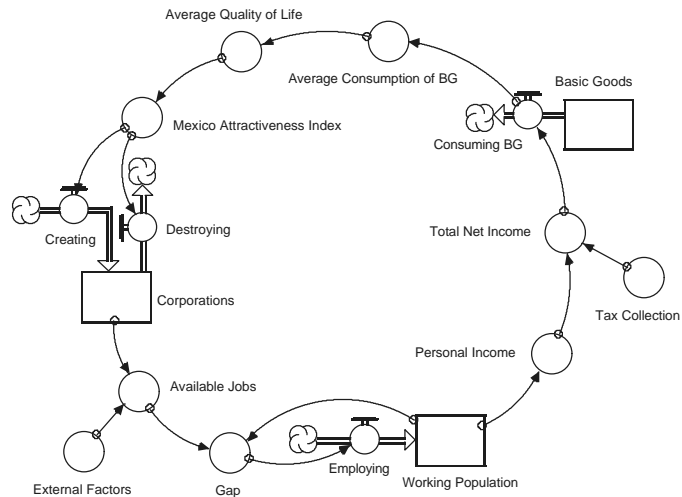 Average Quality of Life
Average Consumption of BG
Basic Goods
Mexico Attractiveness Index
Consuming BG
Creating
Destroying
Total Net Income
Corporations
Tax Collection
Personal Income
Available Jobs
External Factors
Gap
Employing
Working Population